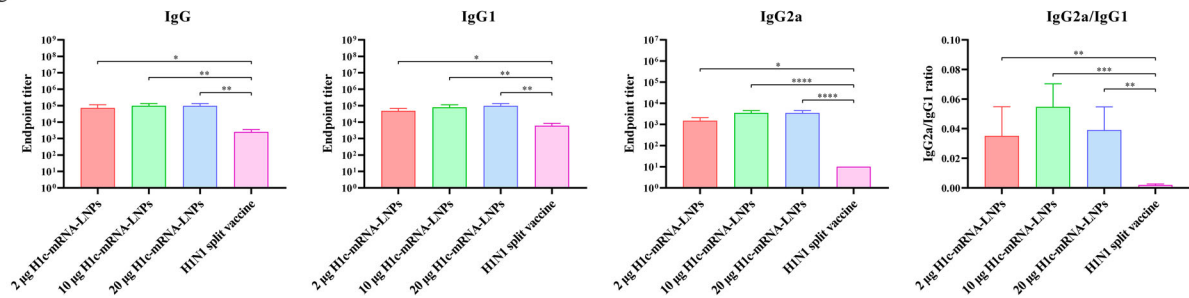 IgG
Endpoint titer
10⁹
10⁸
10⁷
10⁶
10⁵
10⁴
10³
10²
10¹
10⁰
*
**
**
2 μg H1c-mRNA-LNPs
10 μg H1c-mRNA-LNPs
20 μg H1c-mRNA-LNPs
H1N1 split vaccine
IgG1
Endpoint titer
10⁹
10⁸
10⁷
10⁶
10⁵
10⁴
10³
10²
10¹
10⁰
*
**
**
2 μg H1c-mRNA-LNPs
10 μg H1c-mRNA-LNPs
20 μg H1c-mRNA-LNPs
H1N1 split vaccine
IgG2a
Endpoint titer
10⁷
10⁶
10⁵
10⁴
10³
10²
10¹
10⁰
*
****
****
2 μg H1c-mRNA-LNPs
10 μg H1c-mRNA-LNPs
20 μg H1c-mRNA-LNPs
H1N1 split vaccine
IgG2a/IgG1
IgG2a/IgG1 ratio
0.10
0.08
0.06
0.04
0.02
0.00
**
***
**
2 μg H1c-mRNA-LNPs
10 μg H1c-mRNA-LNPs
20 μg H1c-mRNA-LNPs
H1N1 split vaccine